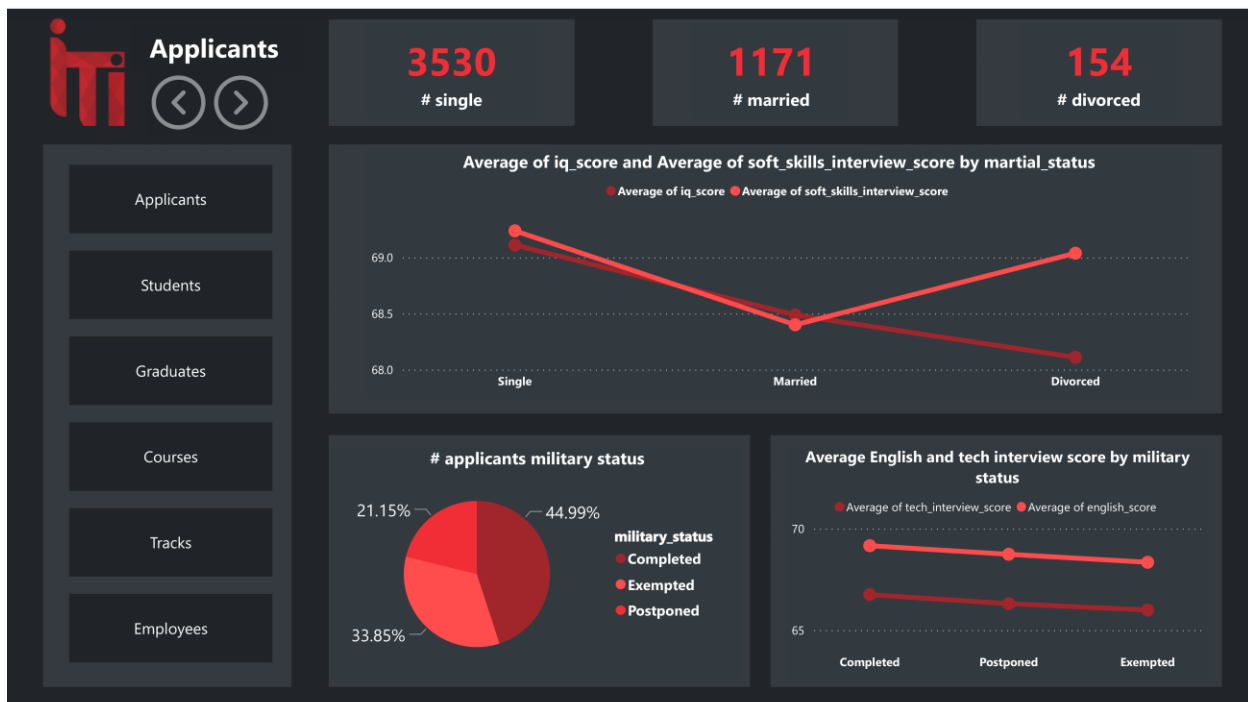 iTi
Applicants
3530
# single
1171
# married
154
# divorced
Applicants
Students
Graduates
Courses
Tracks
Employees
Average of iq_score and Average of soft_skills_interview_score by martial_status
Average of iq_score Average of soft_skills_interview_score
69.0
68.5
68.0
Single Married Divorced
# applicants military status
21.15%
44.99%
33.85%
military_status
Completed
Exempted
Postponed
Average English and tech interview score by military
status
Average of tech_interview_score Average of english_score
70
65
Completed Postponed Exempted